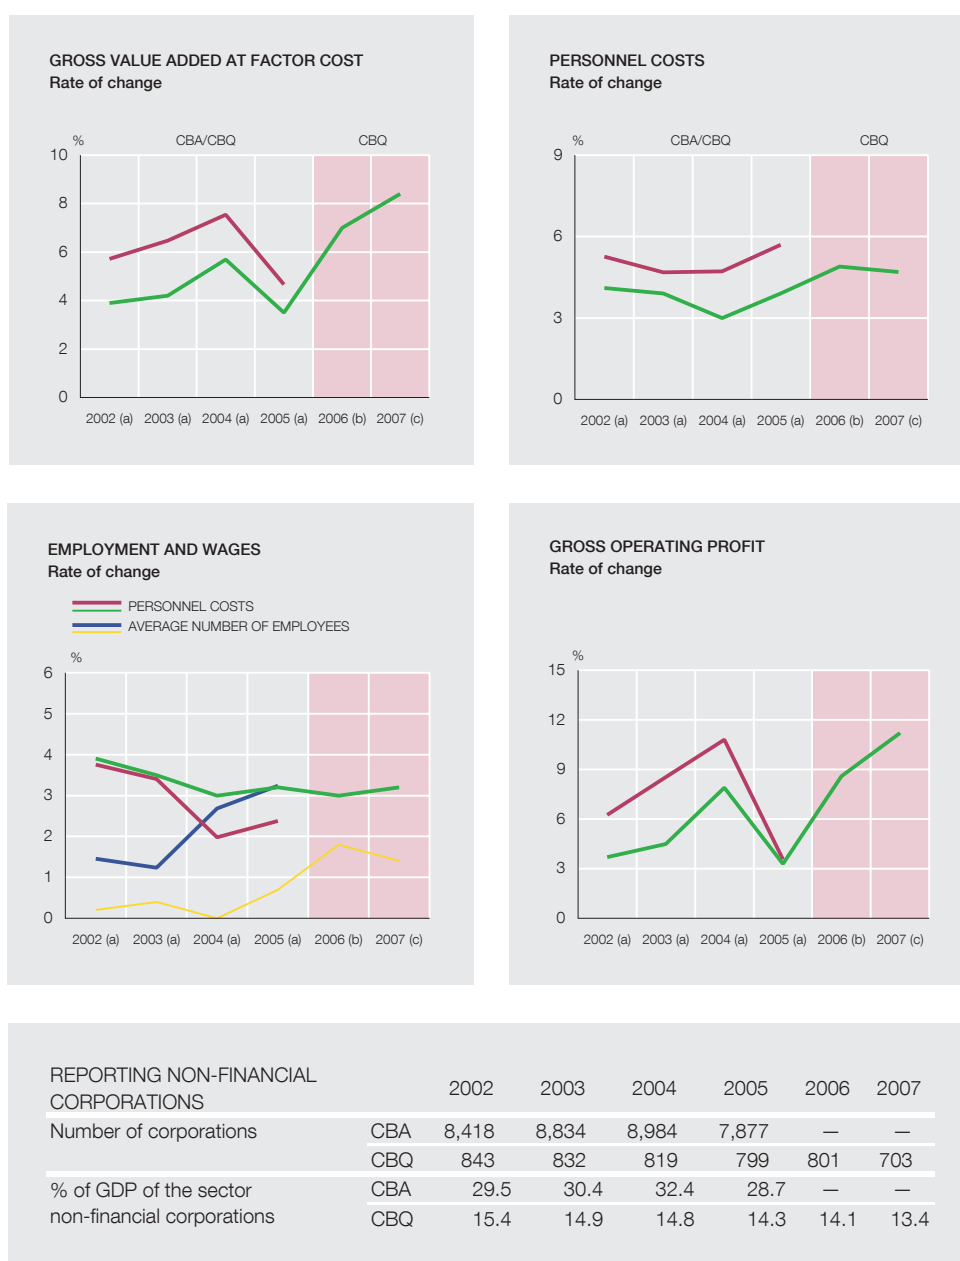 GROSS VALUE ADDED AT FACTOR COST
Rate of change
% CBA/CBQ CBQ
10
8
6
4
2
0
2002 (a) 2003 (a) 2004 (a) 2005 (a) 2006 (b) 2007 (c)
PERSONNEL COSTS
Rate of change
% CBA/CBQ CBQ
9
6
3
0
2002 (a) 2003 (a) 2004 (a) 2005 (a) 2006 (b) 2007 (c)
EMPLOYMENT AND WAGES
Rate of change
PERSONNEL COSTS
AVERAGE NUMBER OF EMPLOYEES
%
6
5
4
3
2
1
0
2002 (a) 2003 (a) 2004 (a) 2005 (a) 2006 (b) 2007 (c)
GROSS OPERATING PROFIT
Rate of change
%
15
12
9
6
3
0
2002 (a) 2003 (a) 2004 (a) 2005 (a) 2006 (b) 2007 (c)
REPORTING NON-FINANCIAL
CORPORATIONS 2002 2003 2004 2005 2006 2007
Number of corporations CBA 8,418 8,834 8,984 7,877 — —
CBQ 843 832 819 799 801 703
% of GDP of the sector CBA 29.5 30.4 32.4 28.7 — —
non-financial corporations CBQ 15.4 14.9 14.8 14.3 14.1 13.4